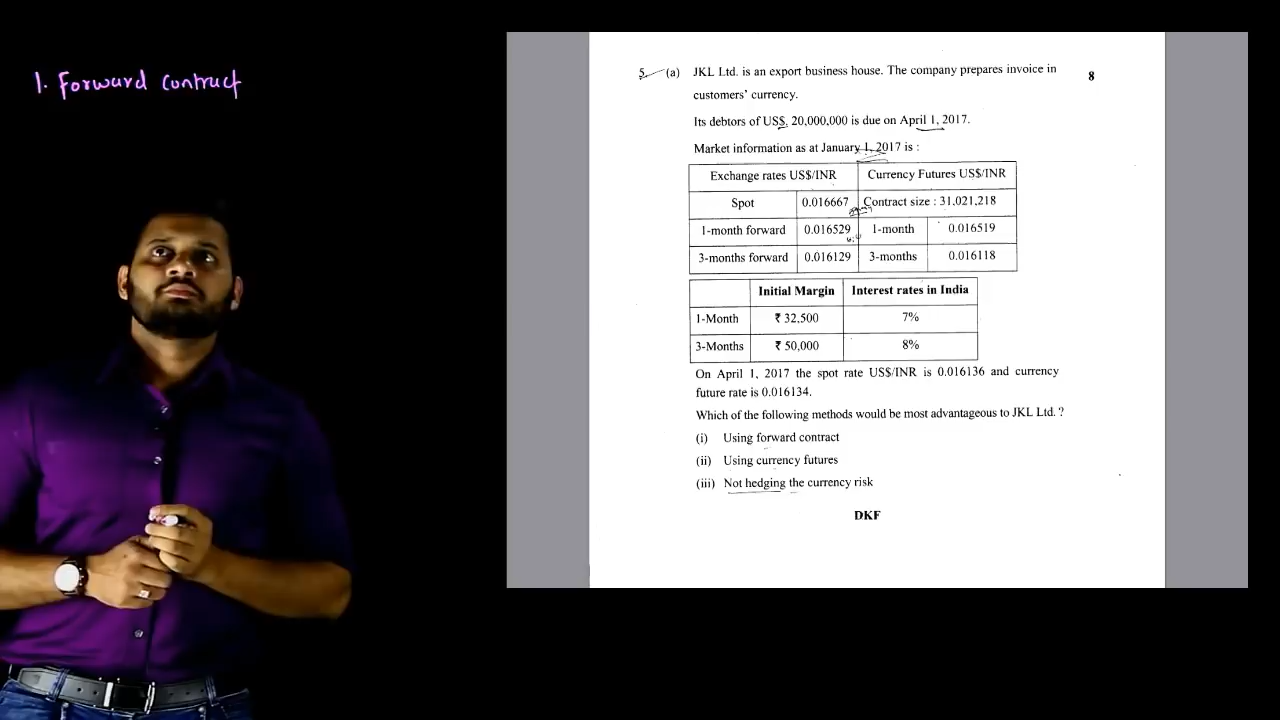 1. Forward contract
5. (a) JKL Ltd. is an export business house. The company prepares invoice in
customers' currency.
8
Its debtors of US$. 20,000,000 is due on April 1, 2017.
Market information as at January 1, 2017 is :
Exchange rates US$/INR Currency Futures US$/INR
Spot 0.016667 Contract size : 31,021,218
1-month forward 0.016529 1-month 0.016519
3-months forward 0.016129 3-months 0.016118
Initial Margin Interest rates in India
1-Month ₹ 32,500 7%
3-Months ₹ 50,000 8%
On April 1, 2017 the spot rate US$/INR is 0.016136 and currency
future rate is 0.016134.
Which of the following methods would be most advantageous to JKL Ltd. ?
(i) Using forward contract
(ii) Using currency futures
(iii) Not hedging the currency risk
DKF